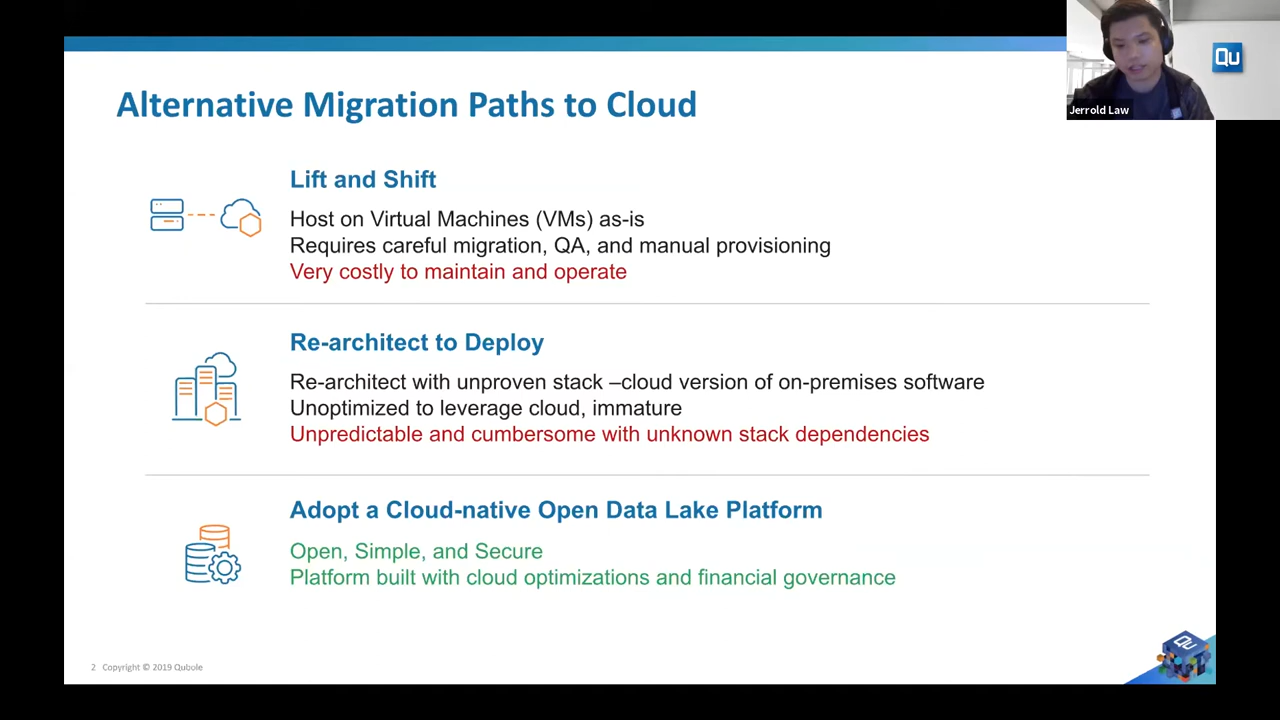 Alternative Migration Paths to Cloud
Qu
Jerrold Law
Lift and Shift
Host on Virtual Machines (VMs) as-is
Requires careful migration, QA, and manual provisioning
Very costly to maintain and operate
Re-architect to Deploy
Re-architect with unproven stack –cloud version of on-premises software
Unoptimized to leverage cloud, immature
Unpredictable and cumbersome with unknown stack dependencies
Adopt a Cloud-native Open Data Lake Platform
Open, Simple, and Secure
Platform built with cloud optimizations and financial governance
2 Copyright © 2019 Qubole
Qu